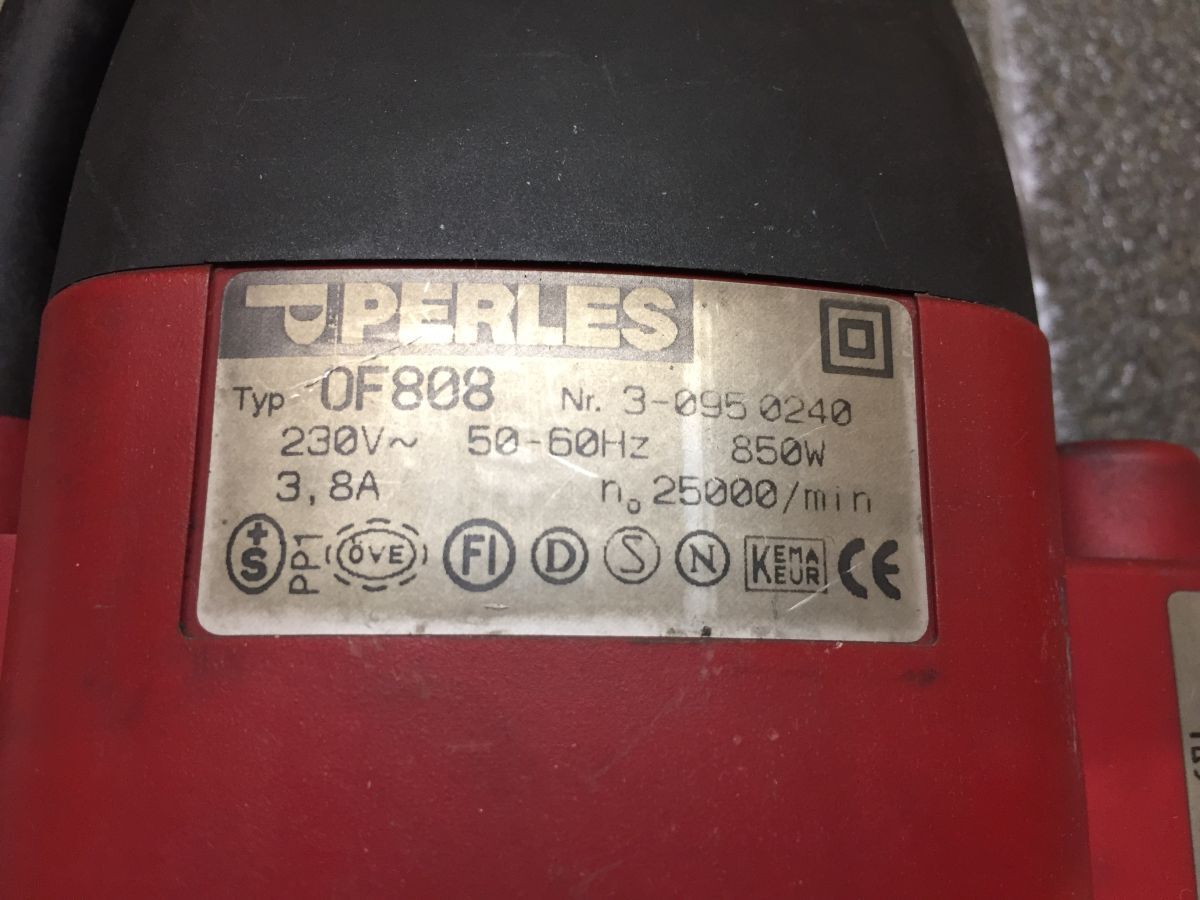 PERLES
Typ OF808 Nr. 3-095 0240
230V~ 50-60Hz 850W
3,8A n₀ 25000/min
+S PP1 ÖVE FI D S N KEMA KEUR CE